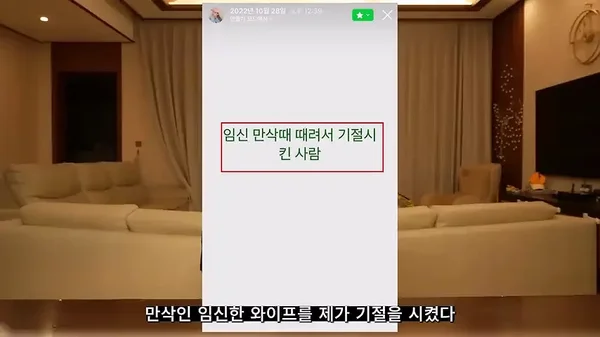 2022년 10월 28일
임신 만삭때 때려서 기절시
킨 사람
만삭인 임신한 와이프를 제가 기절을 시켰다